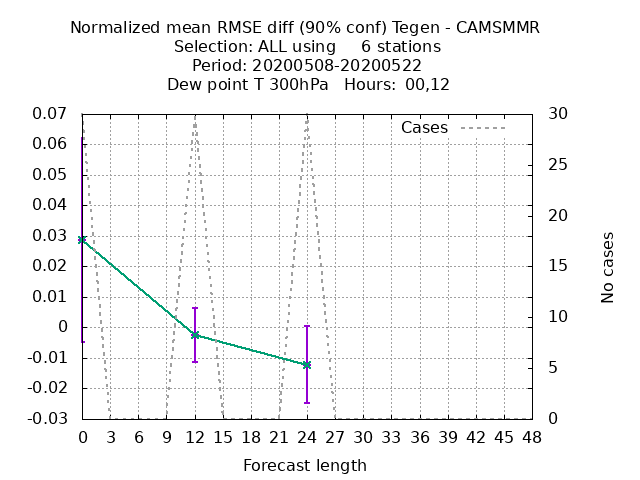 Normalized mean RMSE diff (90% conf) Tegen - CAMSMMR
Selection: ALL using     6 stations
Period: 20200508-20200522
Dew point T 300hPa   Hours:  00,12
Cases
0.07
0.06
0.05
0.04
0.03
0.02
0.01
0
-0.01
-0.02
-0.03
30
25
20
15
10
5
0
No cases
0 3 6 9 12 15 18 21 24 27 30 33 36 39 42 45 48
Forecast length